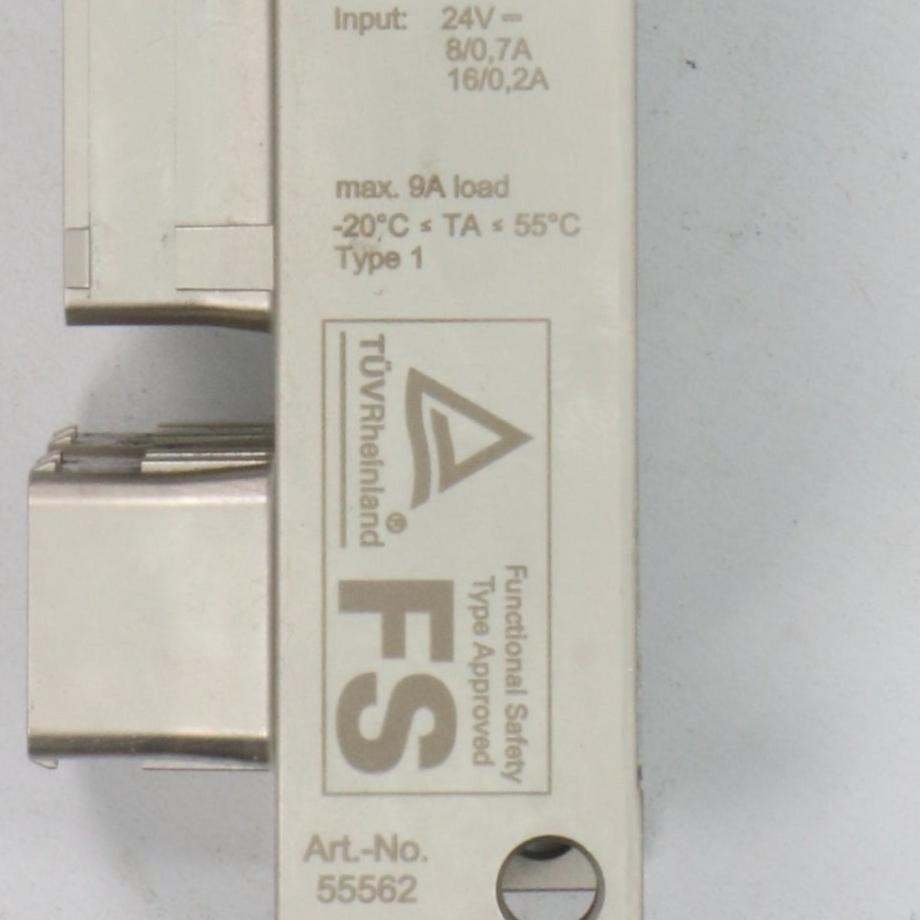 Input: 24V ⎓
8/0,7A
16/0,2A
max. 9A load
-20°C ≤ TA ≤ 55°C
Type 1
TÜVRheinland®
FS
Functional Safety
Type Approved
Art.-No.
55562